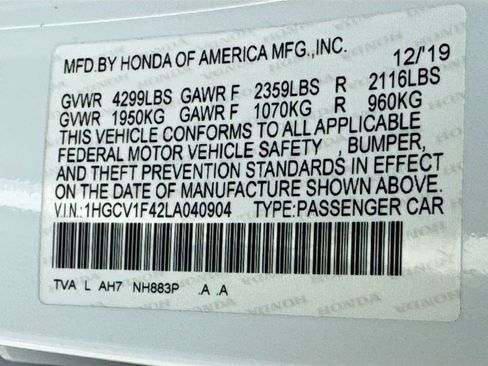 MFD.BY HONDA OF AMERICA MFG.,INC. 12/'19
GVWR 4299LBS GAWR F 2359LBS R 2116LBS
GVWR 1950KG GAWR F 1070KG R 960KG
THIS VEHICLE CONFORMS TO ALL APPLICABLE
FEDERAL MOTOR VEHICLE SAFETY , BUMPER,
AND THEFT PREVENTION STANDARDS IN EFFECT
ON THE DATE OF MANUFACTURE SHOWN ABOVE.
V.I.N.:1HGCV1F42LA040904 TYPE:PASSENGER CAR
TVA L AH7 NH883P .A .A